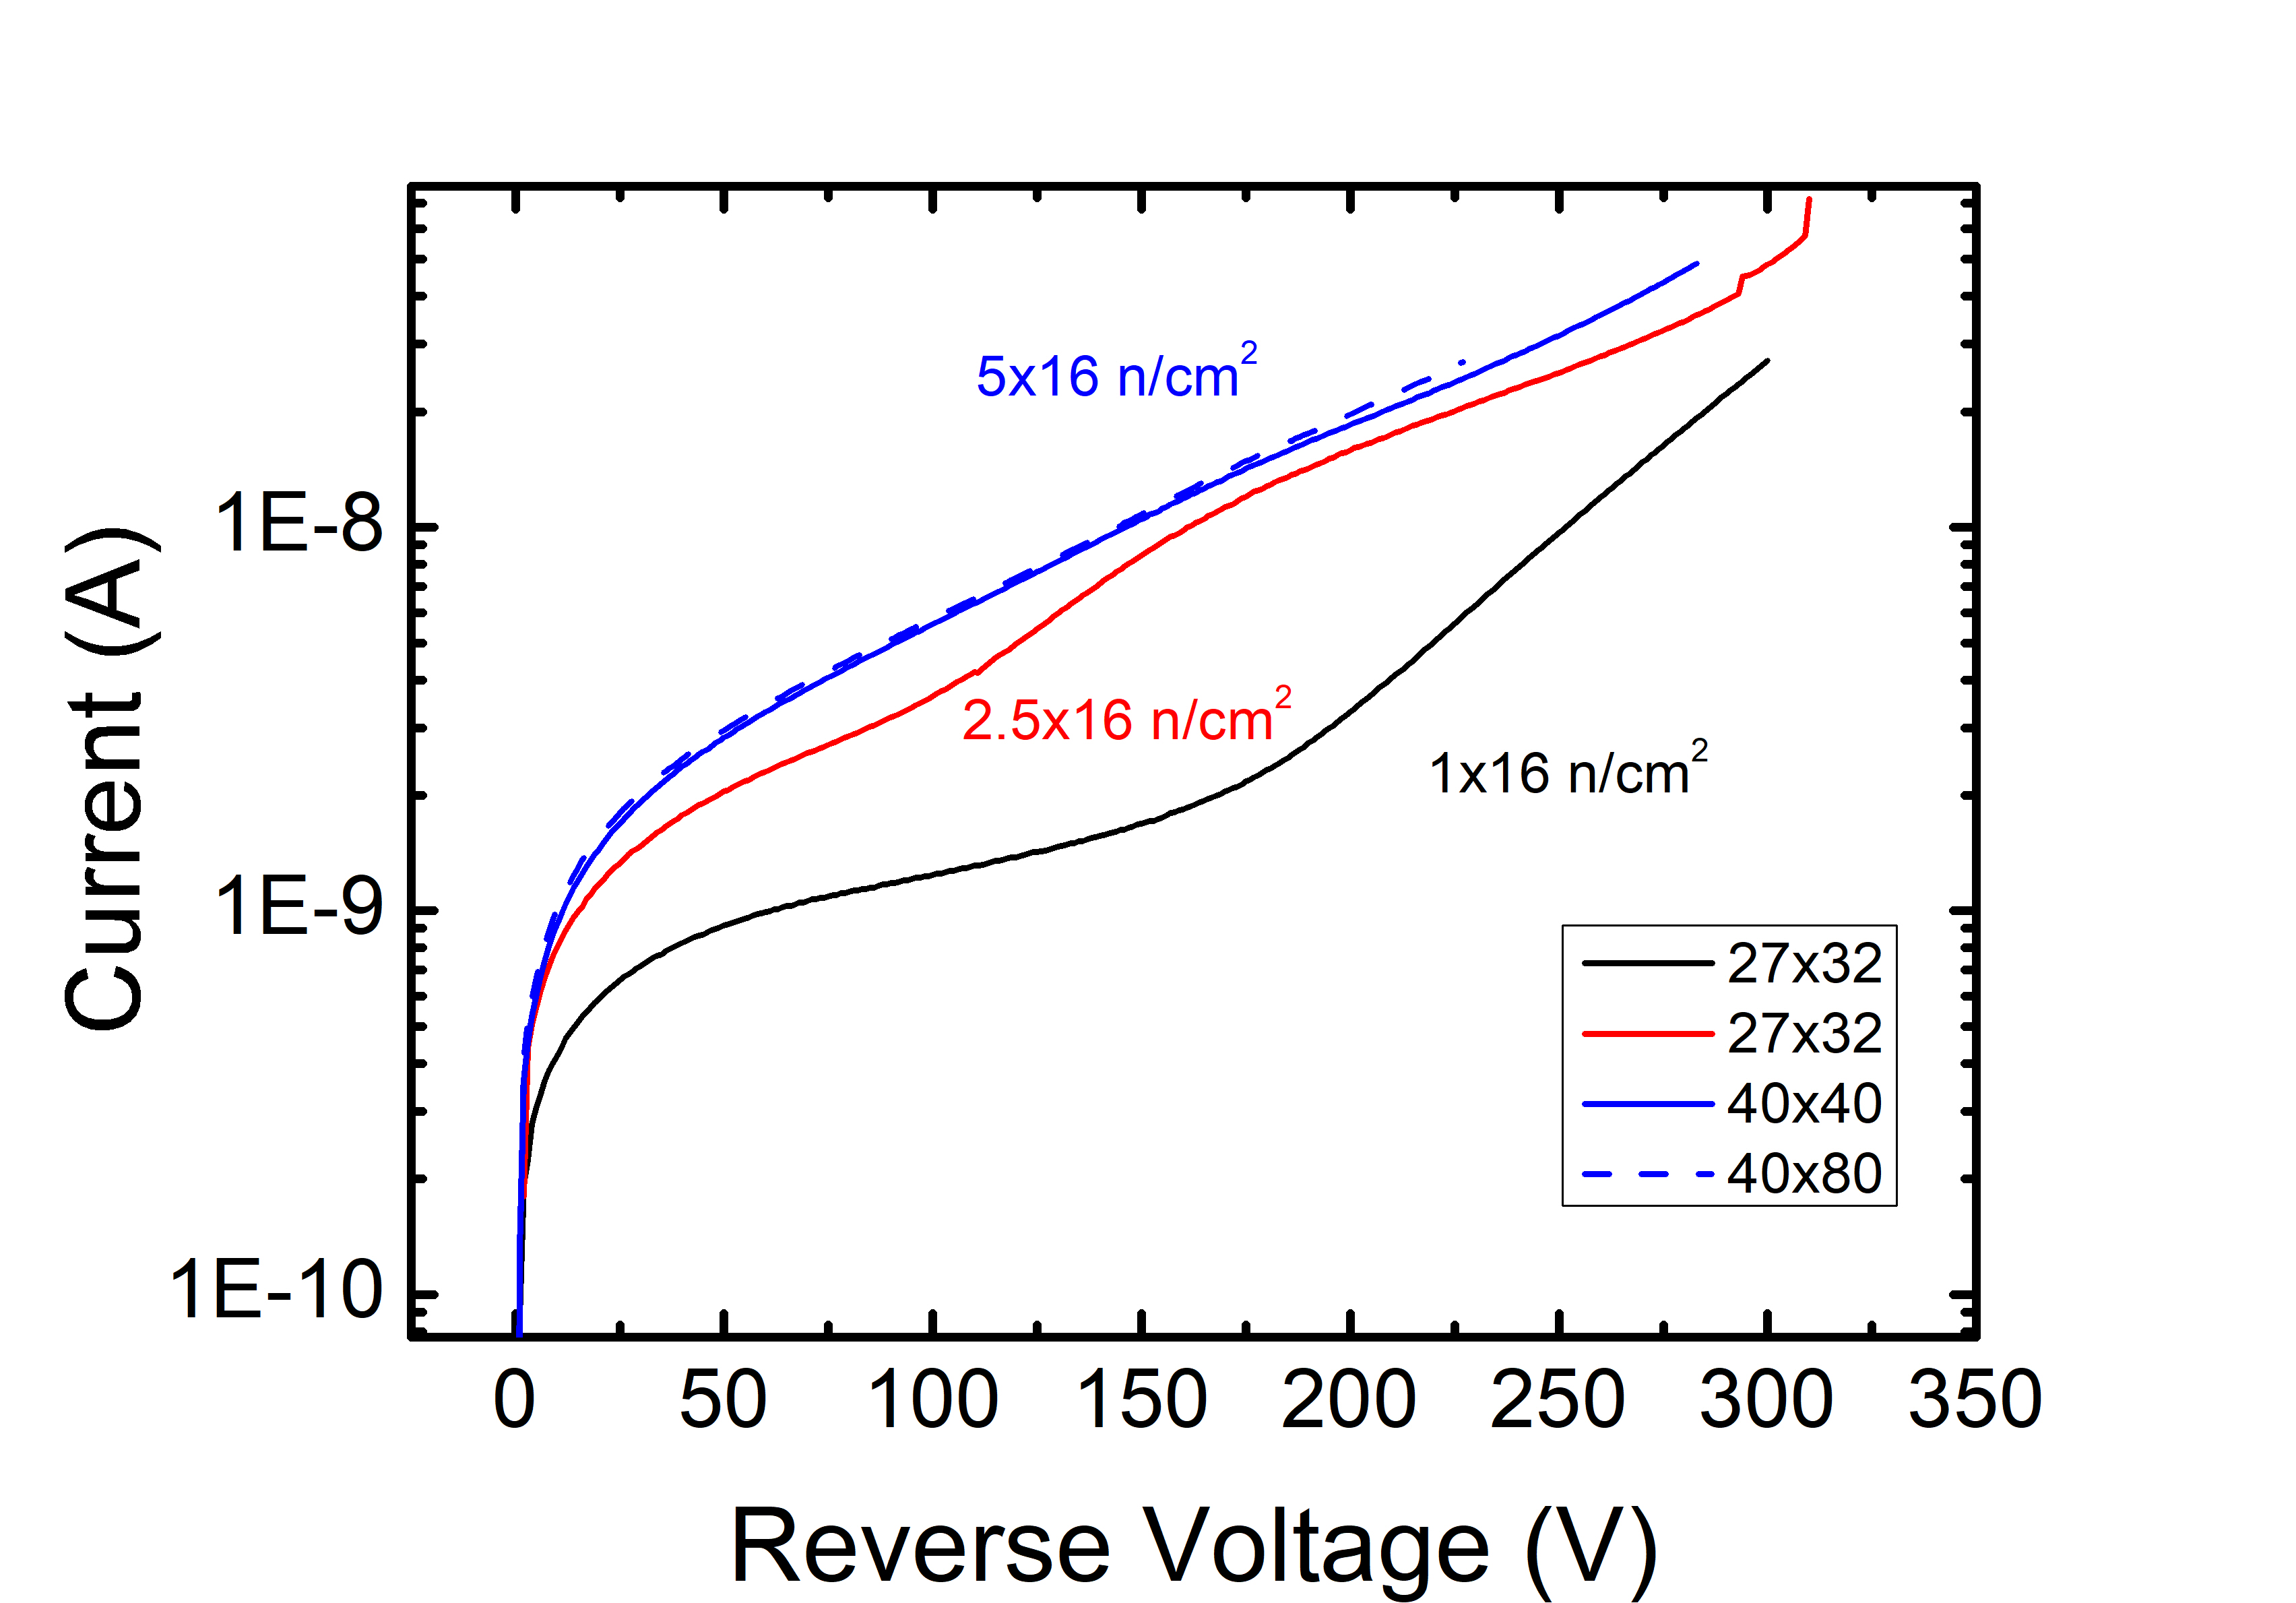 5x16 n/cm²
2.5x16 n/cm²
1x16 n/cm²
Current (A)
1E-8
1E-9
1E-10
27x32
27x32
40x40
40x80
0 50 100 150 200 250 300 350
Reverse Voltage (V)